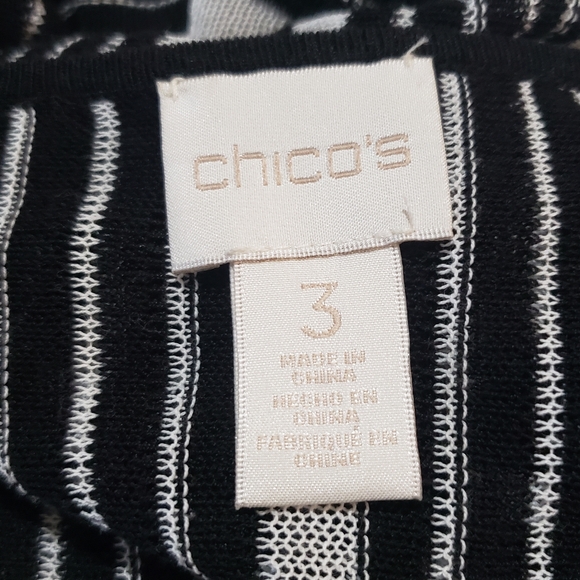 chico's
3
MADE IN
CHINA
HECHO EN
CHINA
FABRIQUÉ EN
CHINE